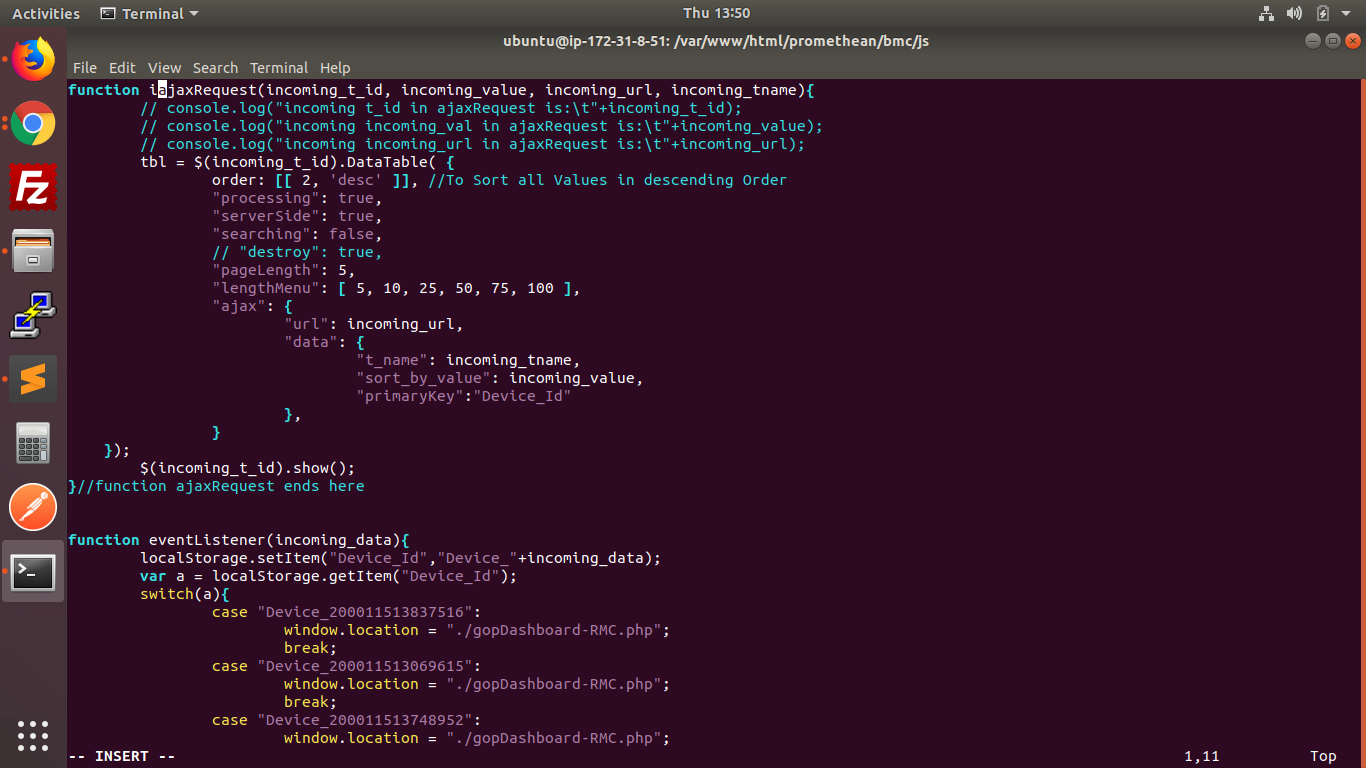 Activities Terminal Thu 13:50
ubuntu@ip-172-31-8-51: /var/www/html/promethean/bmc/js
File Edit View Search Terminal Help
function iajaxRequest(incoming_t_id, incoming_value, incoming_url, incoming_tname){
        // console.log("incoming t_id in ajaxRequest is:\t"+incoming_t_id);
        // console.log("incoming incoming_val in ajaxRequest is:\t"+incoming_value);
        // console.log("incoming incoming_url in ajaxRequest is:\t"+incoming_url);
        tbl = $(incoming_t_id).DataTable( {
                order: [[ 2, 'desc' ]], //To Sort all Values in descending Order
                "processing": true,
                "serverSide": true,
                "searching": false,
                // "destroy": true,
                "pageLength": 5,
                "lengthMenu": [ 5, 10, 25, 50, 75, 100 ],
                "ajax": {
                        "url": incoming_url,
                        "data": {
                                "t_name": incoming_tname,
                                "sort_by_value": incoming_value,
                                "primaryKey":"Device_Id"
                        },
                }
    });
        $(incoming_t_id).show();
}//function ajaxRequest ends here
function eventListener(incoming_data){
        localStorage.setItem("Device_Id","Device_"+incoming_data);
        var a = localStorage.getItem("Device_Id");
        switch(a){
                case "Device_200011513837516":
                        window.location = "./gopDashboard-RMC.php";
                        break;
                case "Device_200011513069615":
                        window.location = "./gopDashboard-RMC.php";
                        break;
                case "Device_200011513748952":
                        window.location = "./gopDashboard-RMC.php";
-- INSERT -- 1,11 Top
Fz
>_